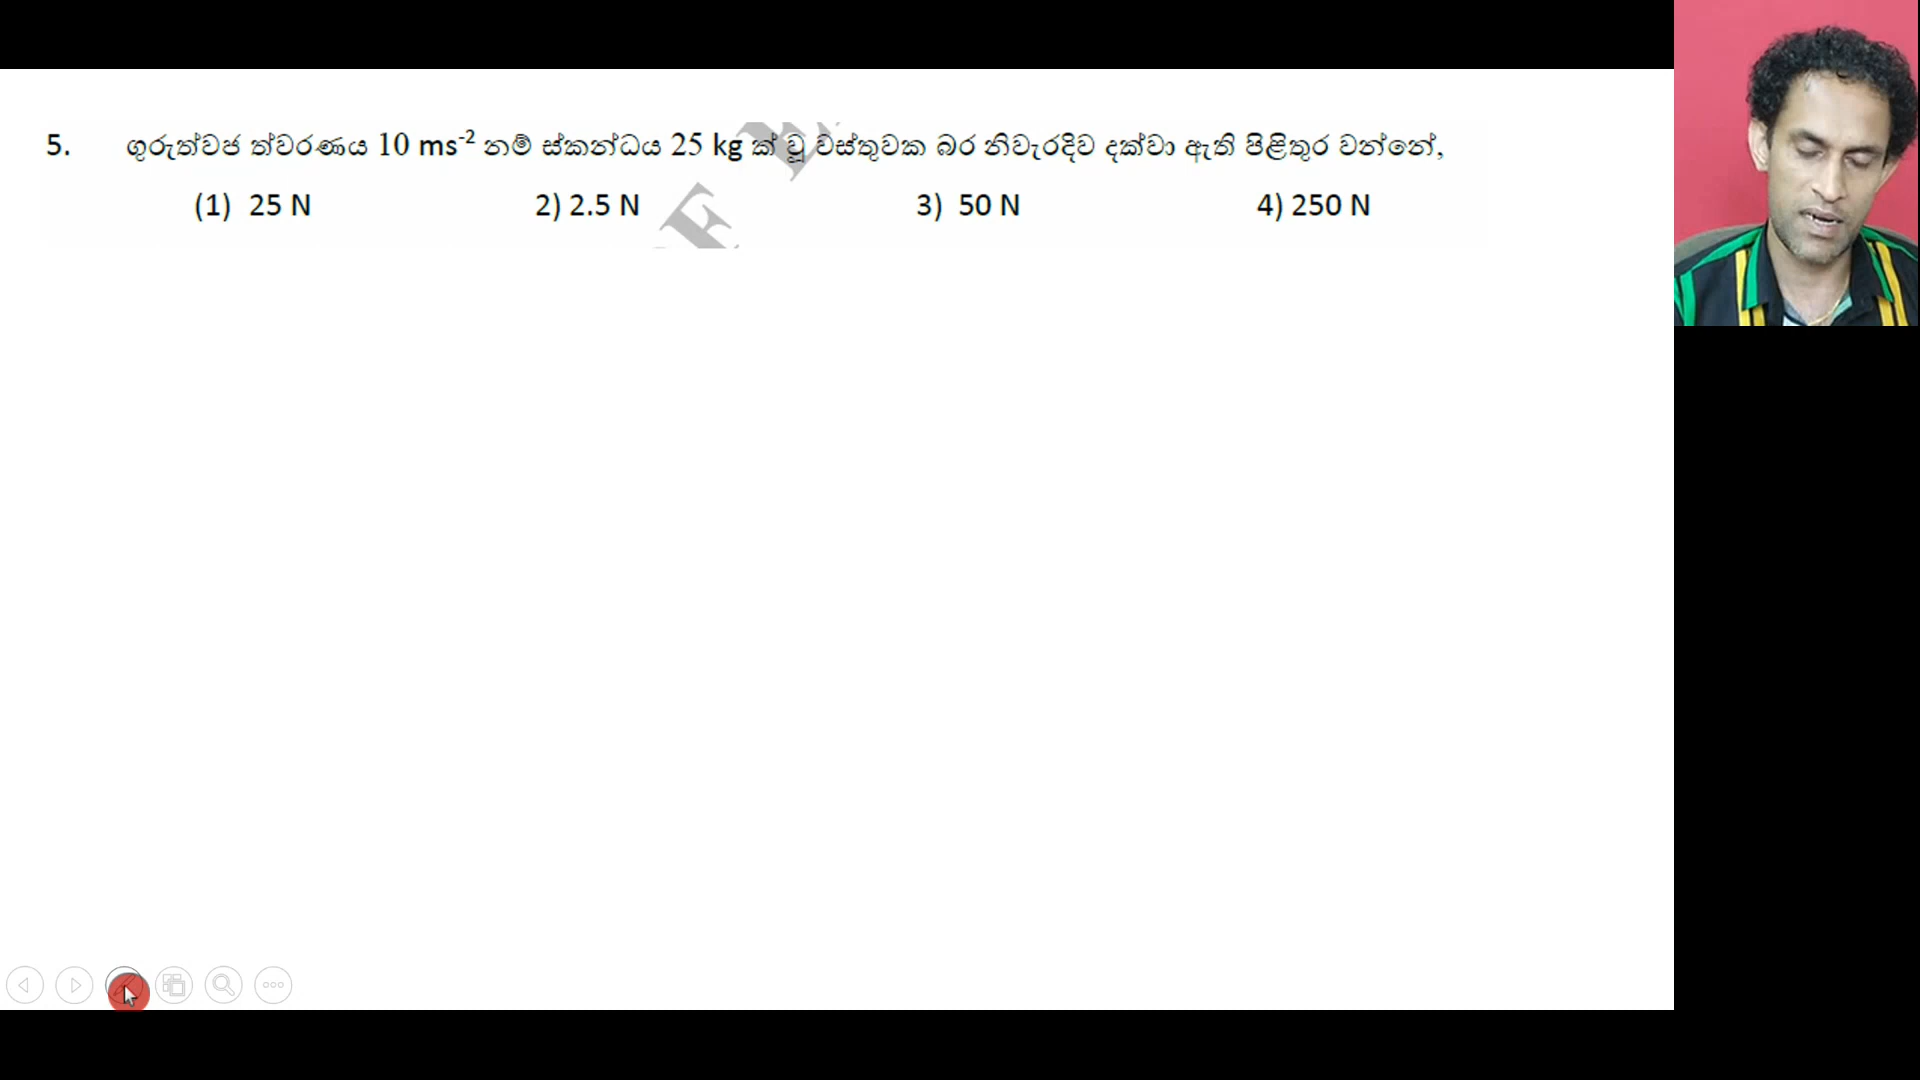 5. ගුරුත්වජ ත්වරණය 10 ms⁻² නම් ස්කන්ධය 25 kg ක් වූ වස්තුවක බර නිවැරදිව දක්වා ඇති පිළිතුර වන්නේ,
(1) 25 N 2) 2.5 N 3) 50 N 4) 250 N